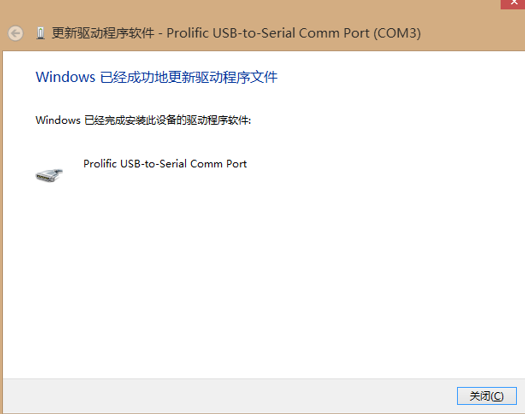 更新驱动程序软件 - Prolific USB-to-Serial Comm Port (COM3)
Windows 已经成功地更新驱动程序文件
Windows 已经完成安装此设备的驱动程序软件:
Prolific USB-to-Serial Comm Port
关闭(C)